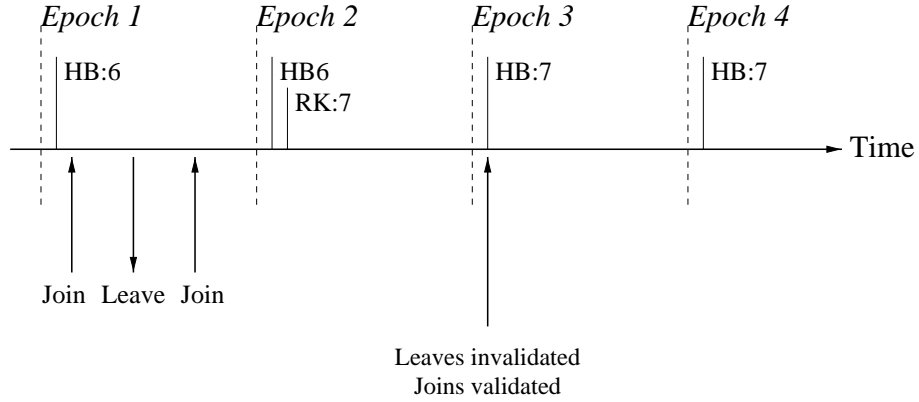 Epoch 1 Epoch 2 Epoch 3 Epoch 4
HB:6 HB6 HB:7 HB:7
RK:7
Time
Join Leave Join
Leaves invalidated
Joins validated